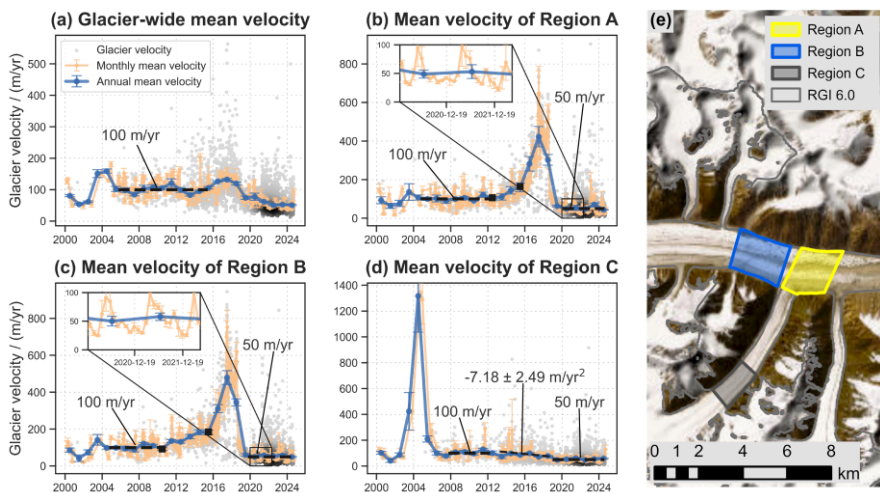 (a) Glacier-wide mean velocity
Glacier velocity / (m/yr)
600
500
400
300
200
100
0
Glacier velocity
Monthly mean velocity
Annual mean velocity
100 m/yr
2000 2004 2008 2012 2016 2020 2024
(b) Mean velocity of Region A
800
600
400
200
0
100
50
0
2020-12-19 2021-12-19
50 m/yr
100 m/yr
2000 2004 2008 2012 2016 2020 2024
(c) Mean velocity of Region B
Glacier velocity / (m/yr)
800
600
400
200
0
100
50
0
2020-12-19 2021-12-19
50 m/yr
100 m/yr
2000 2004 2008 2012 2016 2020 2024
(d) Mean velocity of Region C
1400
1200
1000
800
600
400
200
0
-7.18 ± 2.49 m/yr²
100 m/yr
50 m/yr
2000 2004 2008 2012 2016 2020 2024
(e)
Region A
Region B
Region C
RGI 6.0
0 1 2 4 6 8
km